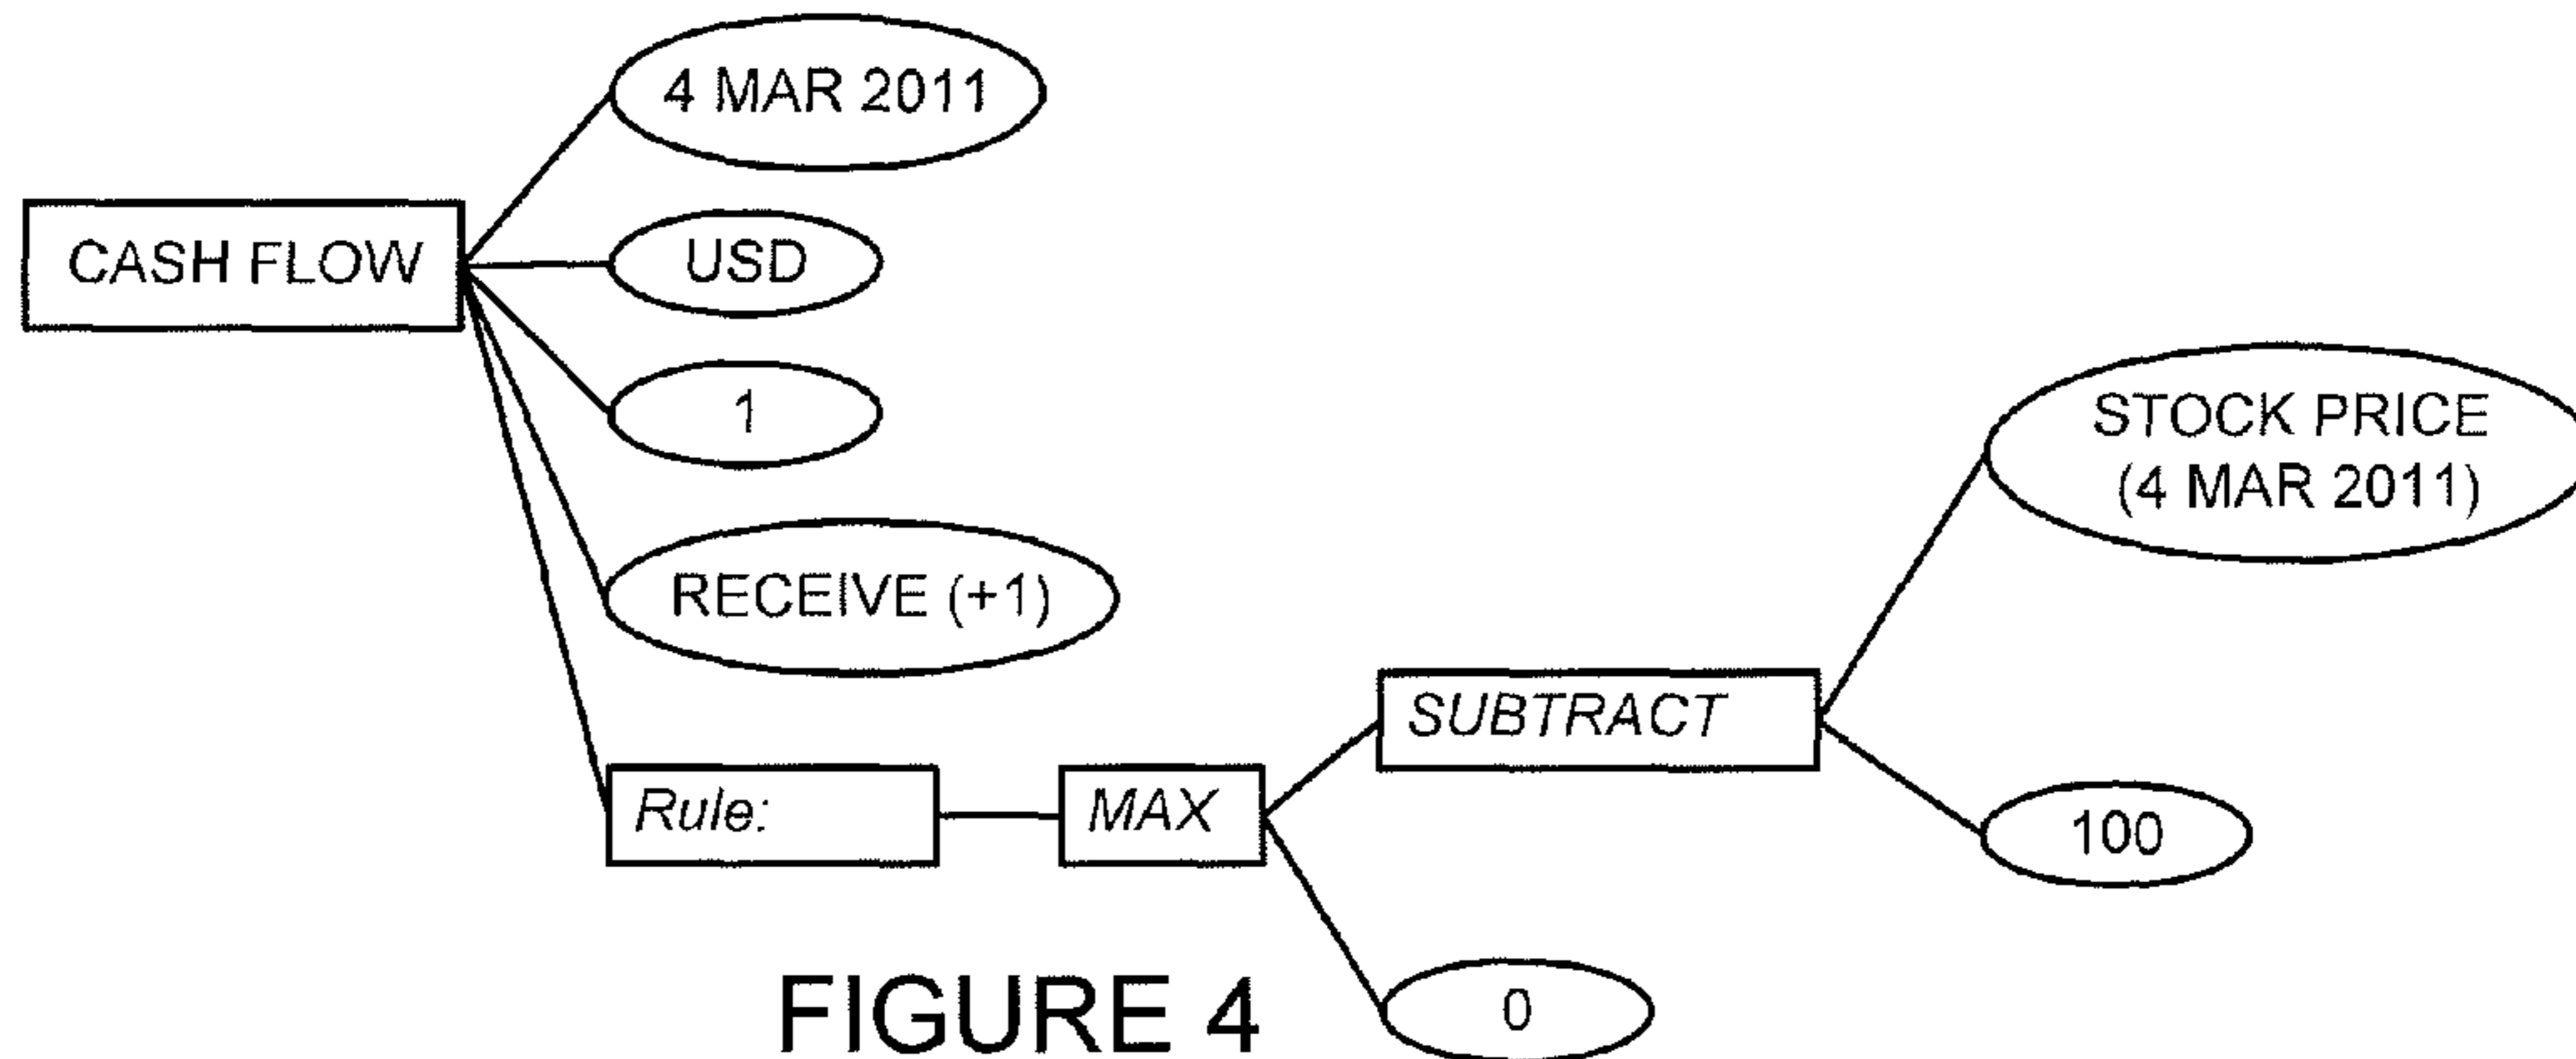 4 MAR 2011
CASH FLOW
USD
1
RECEIVE (+1)
STOCK PRICE
(4 MAR 2011)
SUBTRACT
Rule:
MAX
100
0
FIGURE 4